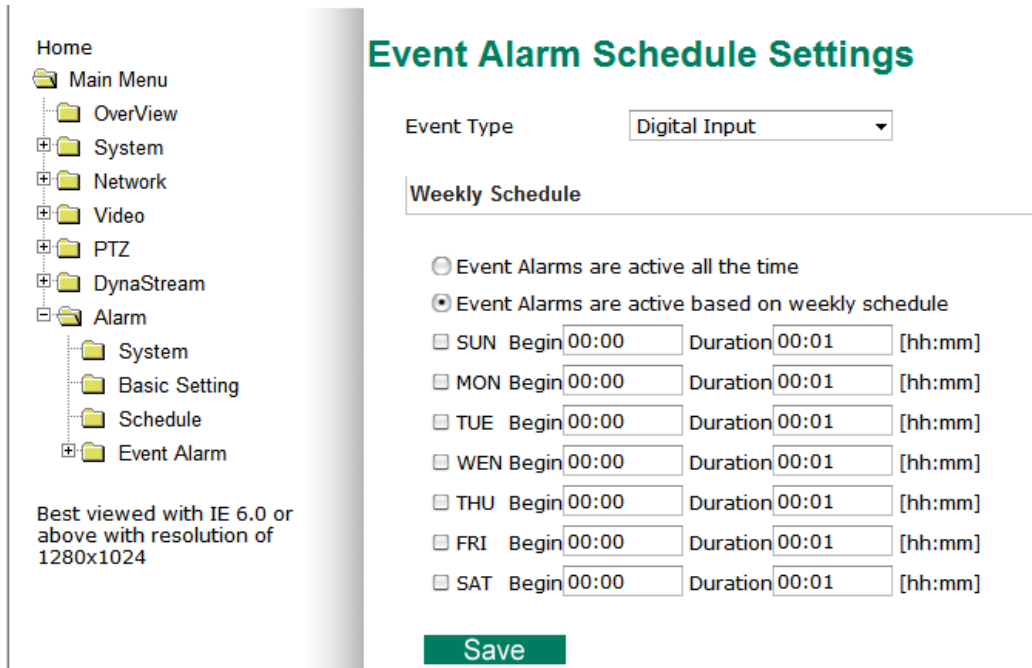 Home
Main Menu
OverView
System
Network
Video
PTZ
DynaStream
Alarm
System
Basic Setting
Schedule
Event Alarm
Best viewed with IE 6.0 or
above with resolution of
1280x1024
Event Alarm Schedule Settings
Event Type Digital Input
Weekly Schedule
Event Alarms are active all the time
Event Alarms are active based on weekly schedule
SUN Begin 00:00 Duration 00:01 [hh:mm]
MON Begin 00:00 Duration 00:01 [hh:mm]
TUE Begin 00:00 Duration 00:01 [hh:mm]
WEN Begin 00:00 Duration 00:01 [hh:mm]
THU Begin 00:00 Duration 00:01 [hh:mm]
FRI Begin 00:00 Duration 00:01 [hh:mm]
SAT Begin 00:00 Duration 00:01 [hh:mm]
Save